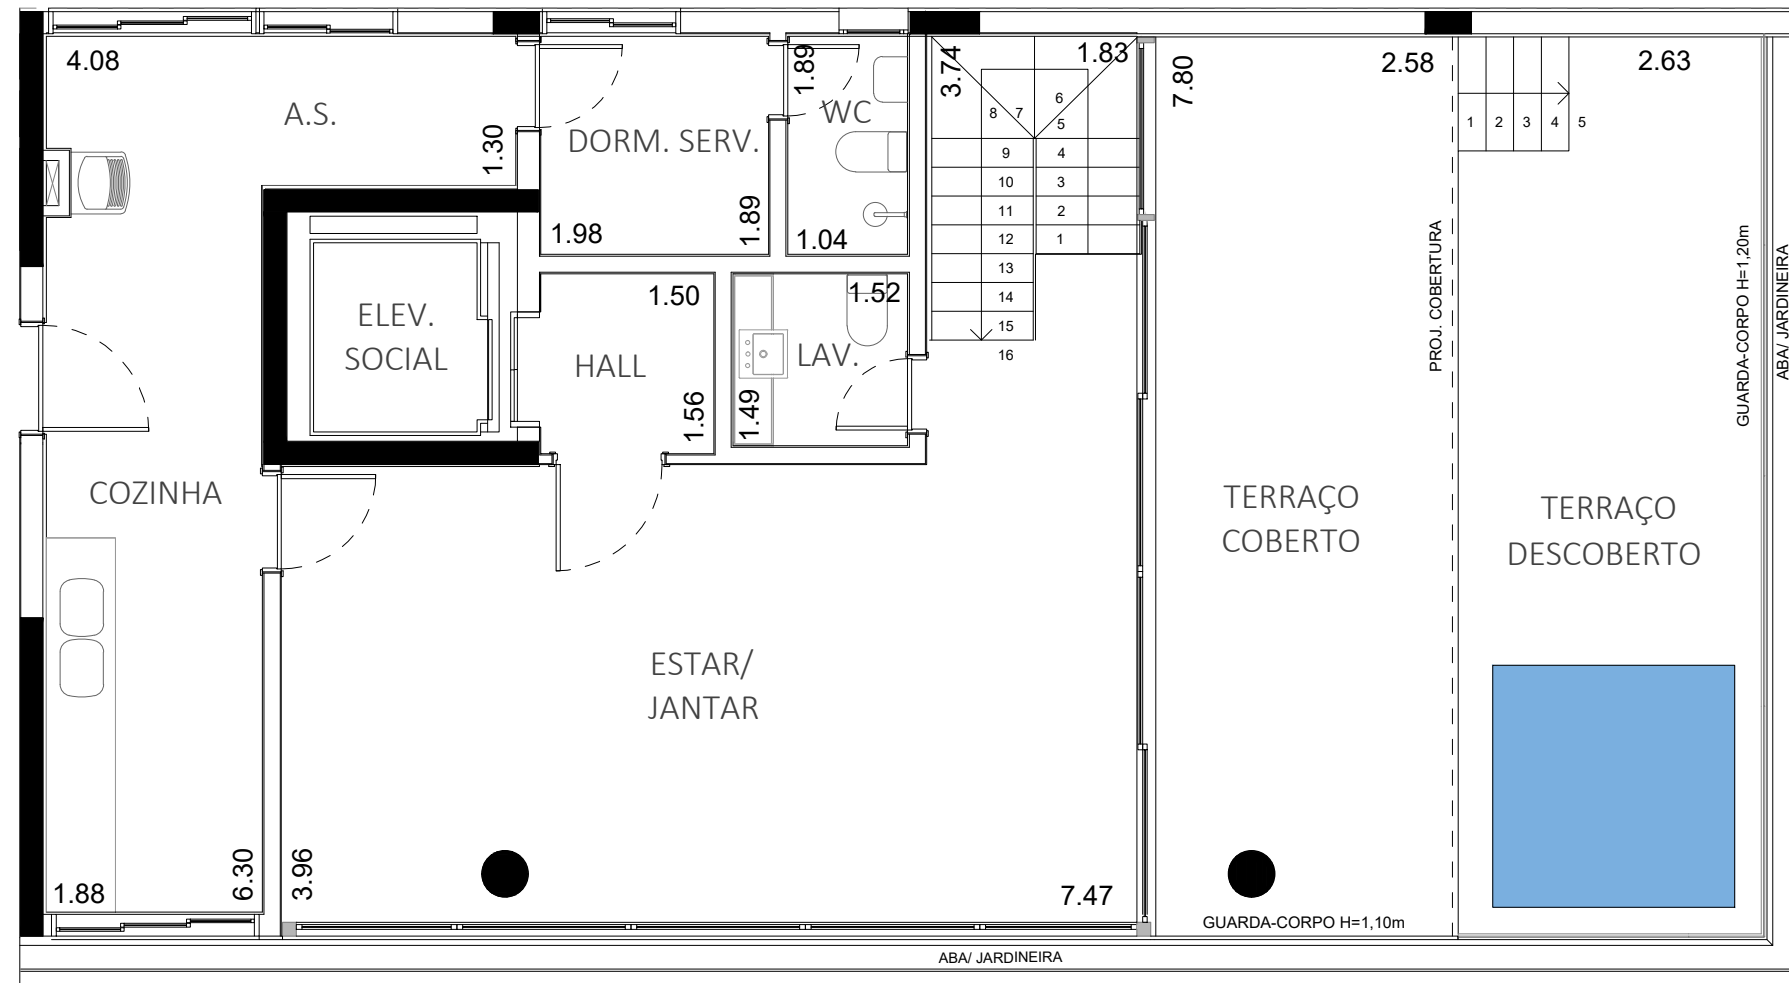 4.08
A.S.
1.30
DORM. SERV.
1.98
1.89
1.89
WC
1.04
3.74
1.83
8 7 6
5
9 4
10 3
11 2
12 1
13
14
15
16
7.80
2.58
2.63
1 2 3 4 5
PROJ. COBERTURA
GUARDA-CORPO H=1,20m
ABA/ JARDINEIRA
ELEV.
SOCIAL
1.50
HALL
1.56
1.52
LAV.
1.49
COZINHA
1.88
6.30
3.96
ESTAR/
JANTAR
7.47
TERRAÇO
COBERTO
TERRAÇO
DESCOBERTO
GUARDA-CORPO H=1,10m
ABA/ JARDINEIRA